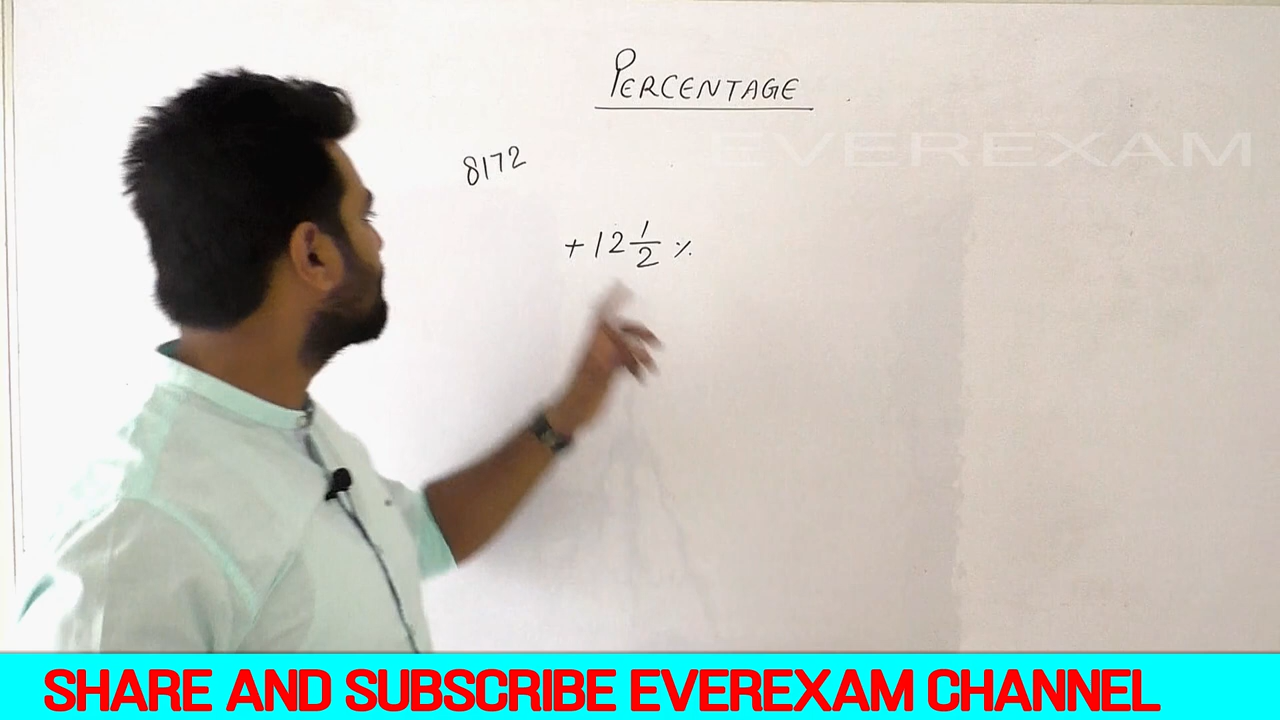 PERCENTAGE
EVEREXAM
8172
+12 1/2 %
SHARE AND SUBSCRIBE EVEREXAM CHANNEL